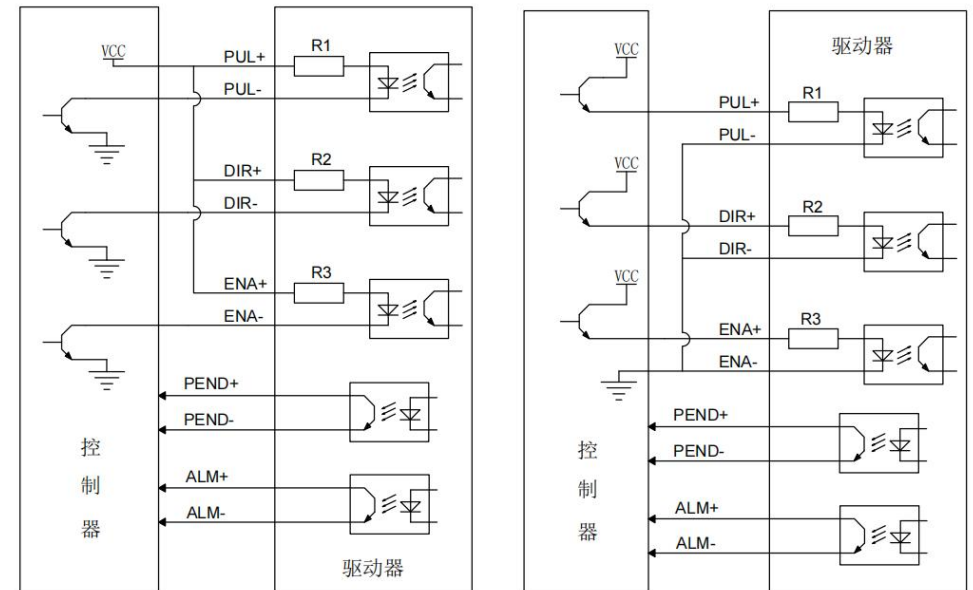 VCC
PUL+
R1
PUL-
DIR+
R2
DIR-
ENA+
R3
ENA-
PEND+
PEND-
ALM+
ALM-
控制器
驱动器
驱动器
VCC
PUL+
R1
PUL-
VCC
DIR+
R2
DIR-
VCC
ENA+
R3
ENA-
PEND+
PEND-
ALM+
ALM-
控制器